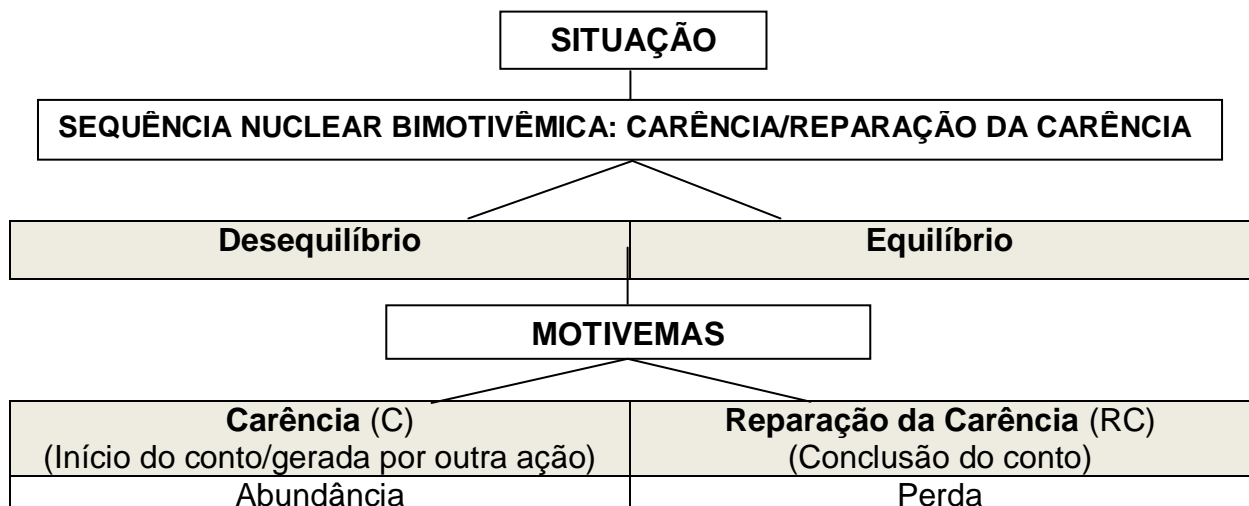 SITUAÇÃO
SEQUÊNCIA NUCLEAR BIMOTIVÊMICA: CARÊNCIA/REPARAÇÃO DA CARÊNCIA
Desequilíbrio
Equilíbrio
MOTIVEMAS
Carência (C)
(Início do conto/gerada por outra ação)
Reparação da Carência (RC)
(Conclusão do conto)
Abundância
Perda